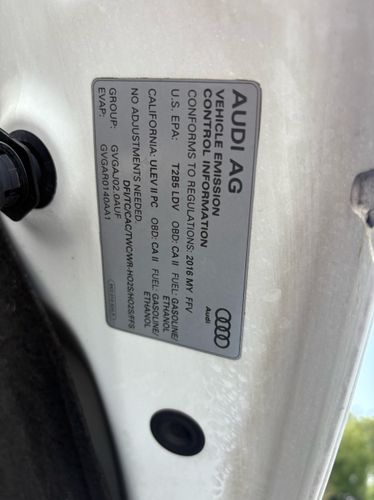 AUDI AG
VEHICLE EMISSION
CONTROL INFORMATION
CONFORMS TO REGULATIONS: 2016 MY FFV
U.S. EPA: T2B5 LDV OBD: CA II FUEL: GASOLINE/
ETHANOL
CALIFORNIA: ULEV II PC OBD: CA II FUEL: GASOLINE/
ETHANOL
NO ADJUSTMENTS NEEDED.
DFI/TC/CAC/TWC/WR-HO2S/HO2S/FFS
GROUP: GVGAJ02.0AUF
EVAP: GVGAR0140AA1
Audi